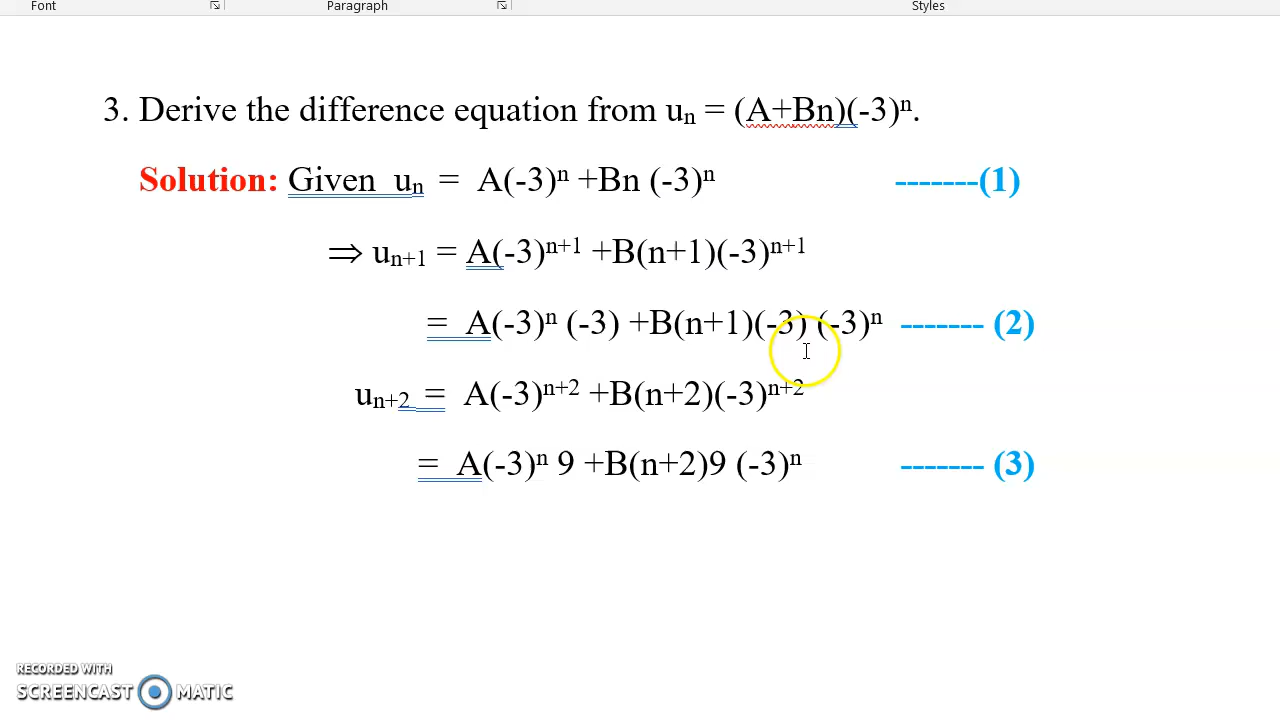 Font Paragraph Styles
3. Derive the difference equation from uₙ = (A+Bn)(-3)ⁿ.
Solution: Given uₙ = A(-3)ⁿ +Bn (-3)ⁿ -------(1)
⇒ uₙ₊₁ = A(-3)ⁿ⁺¹ +B(n+1)(-3)ⁿ⁺¹
= A(-3)ⁿ (-3) +B(n+1)(-3) (-3)ⁿ ------- (2)
uₙ₊₂ = A(-3)ⁿ⁺² +B(n+2)(-3)ⁿ⁺²
= A(-3)ⁿ 9 +B(n+2)9 (-3)ⁿ ------- (3)
RECORDED WITH
SCREENCAST MATIC